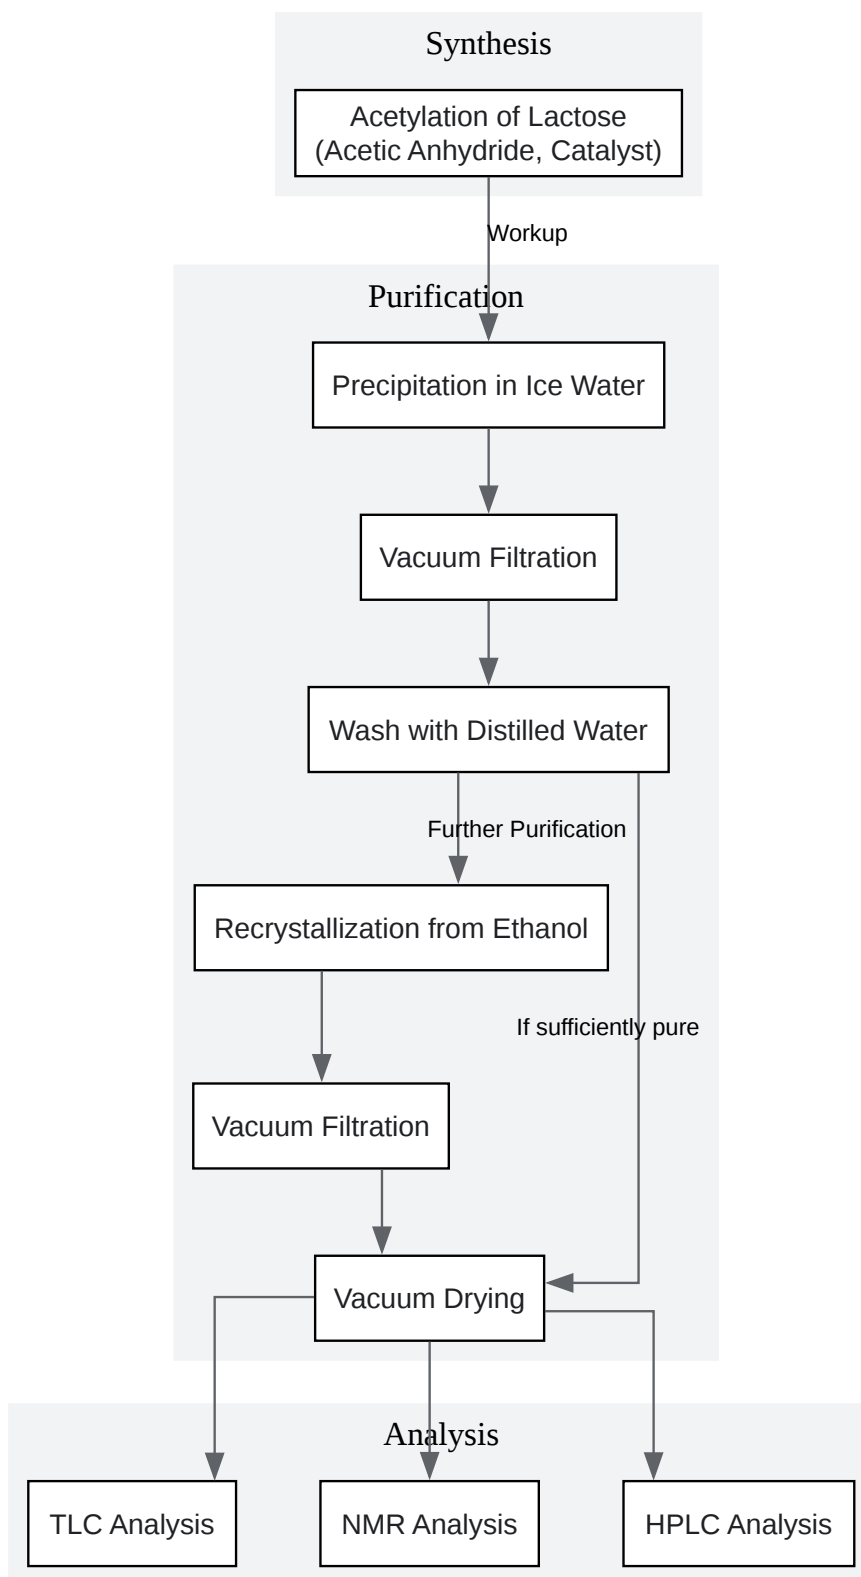 Synthesis
Acetylation of Lactose
(Acetic Anhydride, Catalyst)
Workup
Purification
Precipitation in Ice Water
Vacuum Filtration
Wash with Distilled Water
Further Purification
Recrystallization from Ethanol
If sufficiently pure
Vacuum Filtration
Vacuum Drying
Analysis
TLC Analysis
NMR Analysis
HPLC Analysis